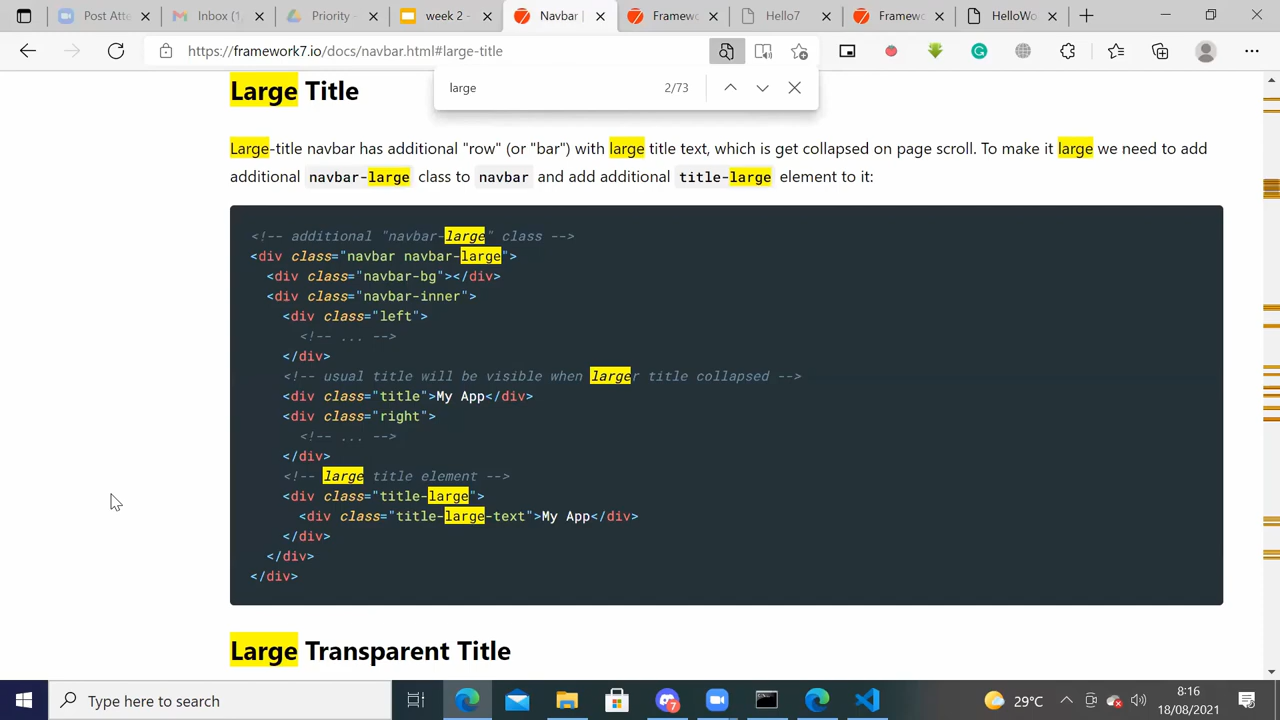 Post Atte
Inbox (1
Priority -
week 2 -
Navbar |
Framewo
Hello7
Framewo
HelloWo
https://framework7.io/docs/navbar.html#large-title
large
2/73
Large Title
Large-title navbar has additional "row" (or "bar") with large title text, which is get collapsed on page scroll. To make it large we need to add
additional navbar-large class to navbar and add additional title-large element to it:
<!-- additional "navbar-large" class -->
<div class="navbar navbar-large">
<div class="navbar-bg"></div>
<div class="navbar-inner">
<div class="left">
<!-- ... -->
</div>
<!-- usual title will be visible when larger title collapsed -->
<div class="title">My App</div>
<div class="right">
<!-- ... -->
</div>
<!-- large title element -->
<div class="title-large">
<div class="title-large-text">My App</div>
</div>
</div>
</div>
Large Transparent Title
Type here to search
7
29°C
8:16
18/08/2021